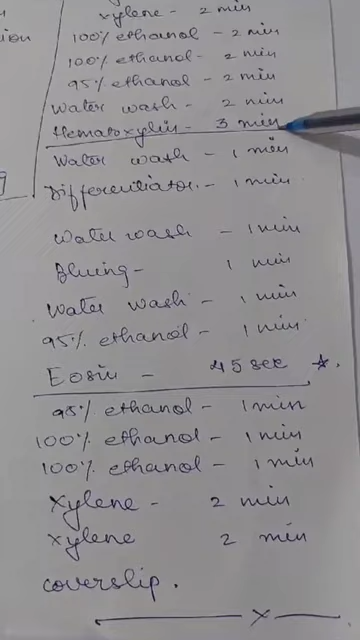 xylene - 2 min
100% ethanol - 2 min
100% ethanol - 2 min
95% ethanol - 2 min
Water wash - 2 min
Hematoxylin - 3 min
Water wash - 1 min
Differentiator - 1 min
Water wash - 1 min
Blueing - 1 min
Water wash - 1 min
95% ethanol - 1 min
Eosin - 45 sec ☆.
95% ethanol - 1 min
100% ethanol - 1 min
100% ethanol - 1 min
Xylene - 2 min
xylene 2 min
coverslip.
x